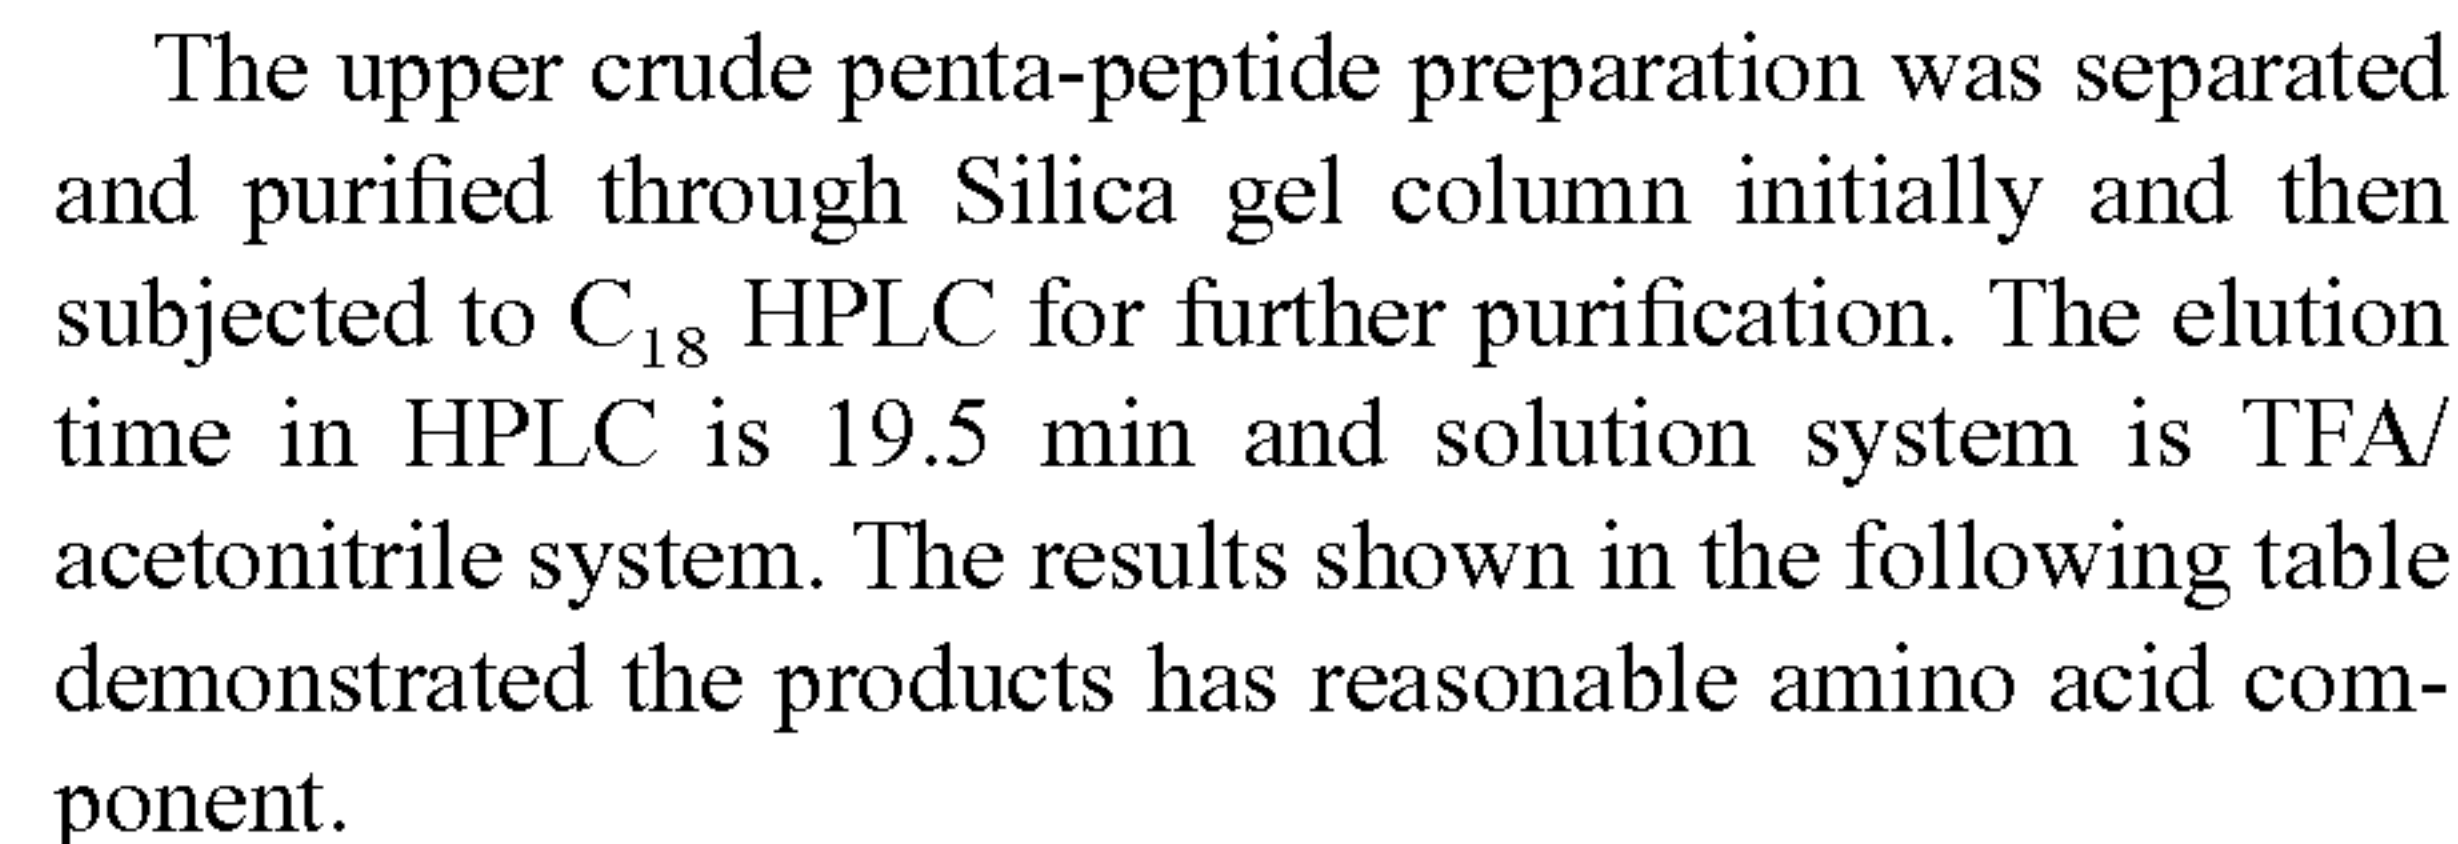 The upper crude penta-peptide preparation was separated
and purified through Silica gel column initially and then
subjected to C₁₈ HPLC for further purification. The elution
time in HPLC is 19.5 min and solution system is TFA/
acetonitrile system. The results shown in the following table
demonstrated the products has reasonable amino acid com-
ponent.